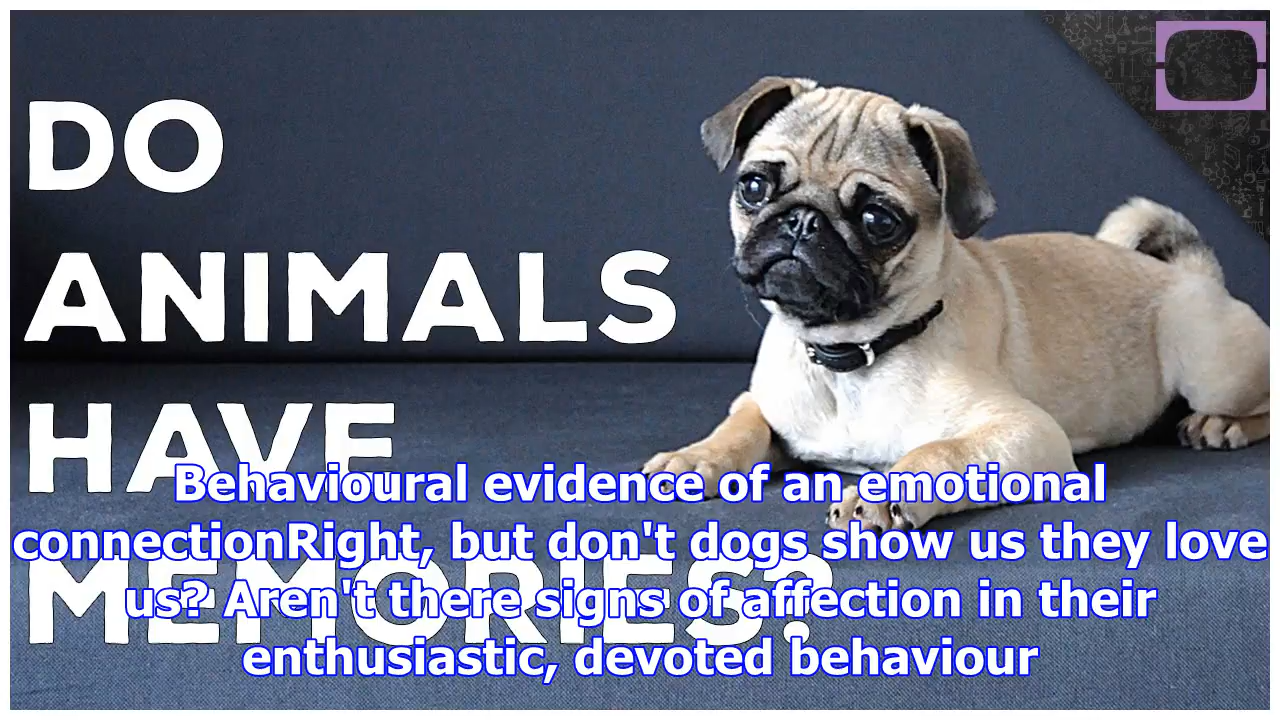 DO
ANIMALS
HAVE
MEMORIES?
Behavioural evidence of an emotional
connectionRight, but don't dogs show us they love
us? Aren't there signs of affection in their
enthusiastic, devoted behaviour